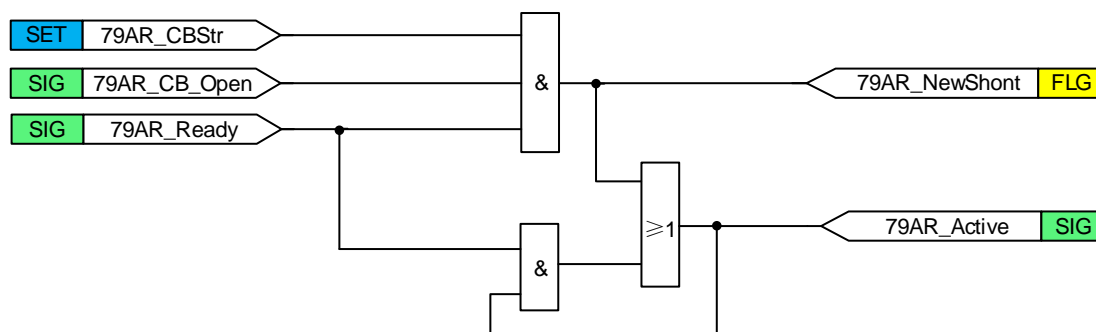 SET 79AR_CBStr
SIG 79AR_CB_Open
SIG 79AR_Ready
&
79AR_NewShont FLG
≥1
79AR_Active SIG
&